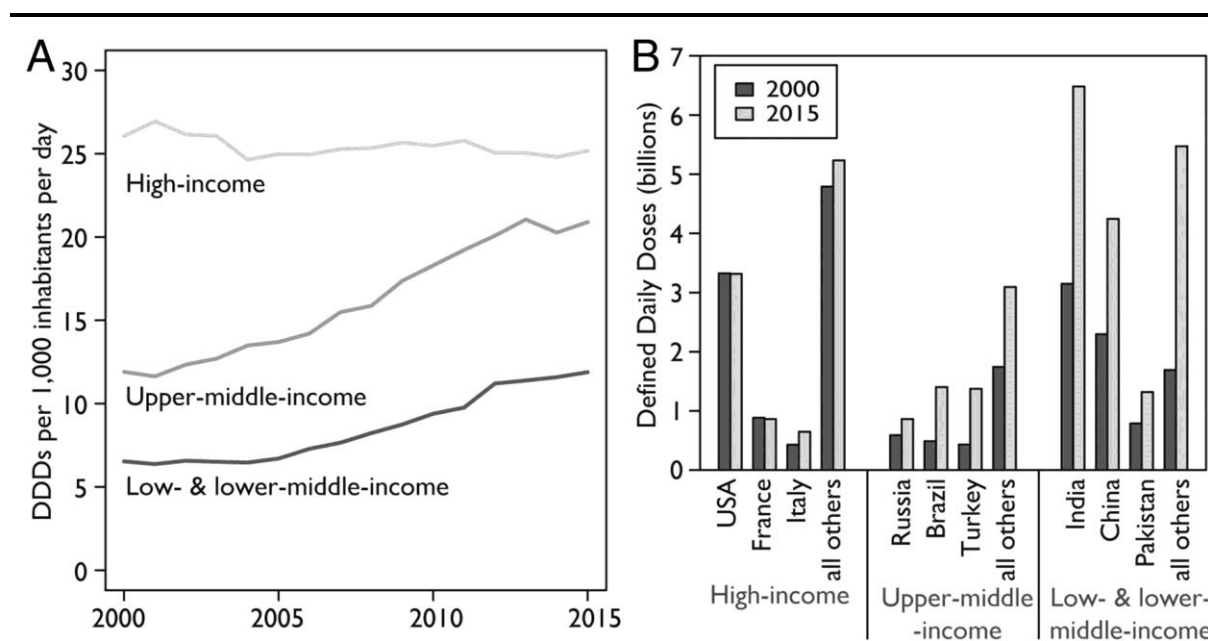 A
DDDs per 1,000 inhabitants per day
30
25
20
15
10
5
0
High-income
Upper-middle-income
Low- & lower-middle-income
2000
2005
2010
2015
B
Defined Daily Doses (billions)
7
6
5
4
3
2
1
0
2000
2015
USA
France
Italy
all others
Russia
Brazil
Turkey
all others
India
China
Pakistan
all others
High-income
Upper-middle
-income
Low- & lower-
middle-income